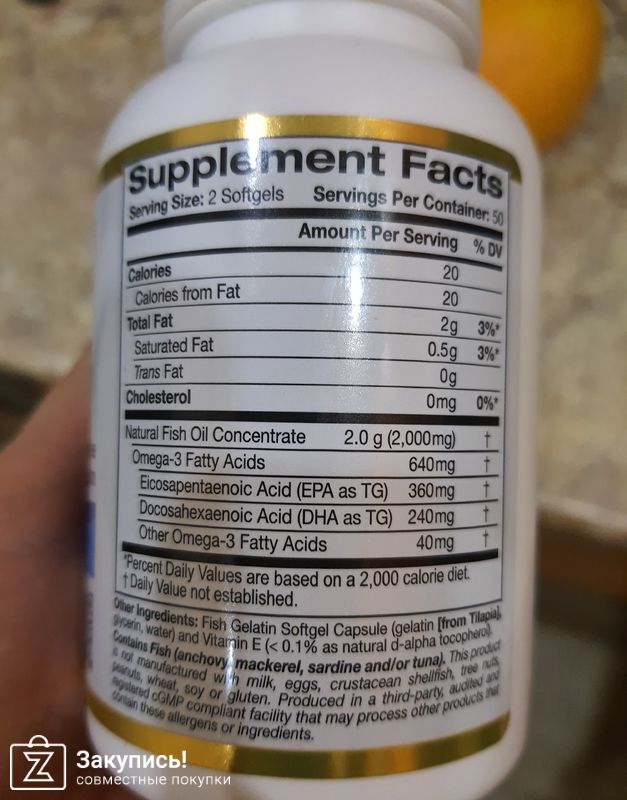 Supplement Facts
Serving Size: 2 Softgels Servings Per Container: 50
Amount Per Serving % DV
Calories 20
Calories from Fat 20
Total Fat 2g 3%*
Saturated Fat 0.5g 3%*
Trans Fat 0g
Cholesterol 0mg 0%*
Natural Fish Oil Concentrate 2.0 g (2,000mg) †
Omega-3 Fatty Acids 640mg †
Eicosapentaenoic Acid (EPA as TG) 360mg †
Docosahexaenoic Acid (DHA as TG) 240mg †
Other Omega-3 Fatty Acids 40mg †
*Percent Daily Values are based on a 2,000 calorie diet.
† Daily Value not established.
Other Ingredients: Fish Gelatin Softgel Capsule (gelatin [from Tilapia],
glycerin, water) and Vitamin E (< 0.1% as natural d-alpha tocopherol).
Contains Fish (anchovy, mackerel, sardine and/or tuna). This product
is not manufactured with milk, eggs, crustacean shellfish, tree nuts,
peanuts, wheat, soy or gluten. Produced in a third-party, audited and
registered cGMP compliant facility that may process other products that
contain these allergens or ingredients.
Закупись!
совместные покупки